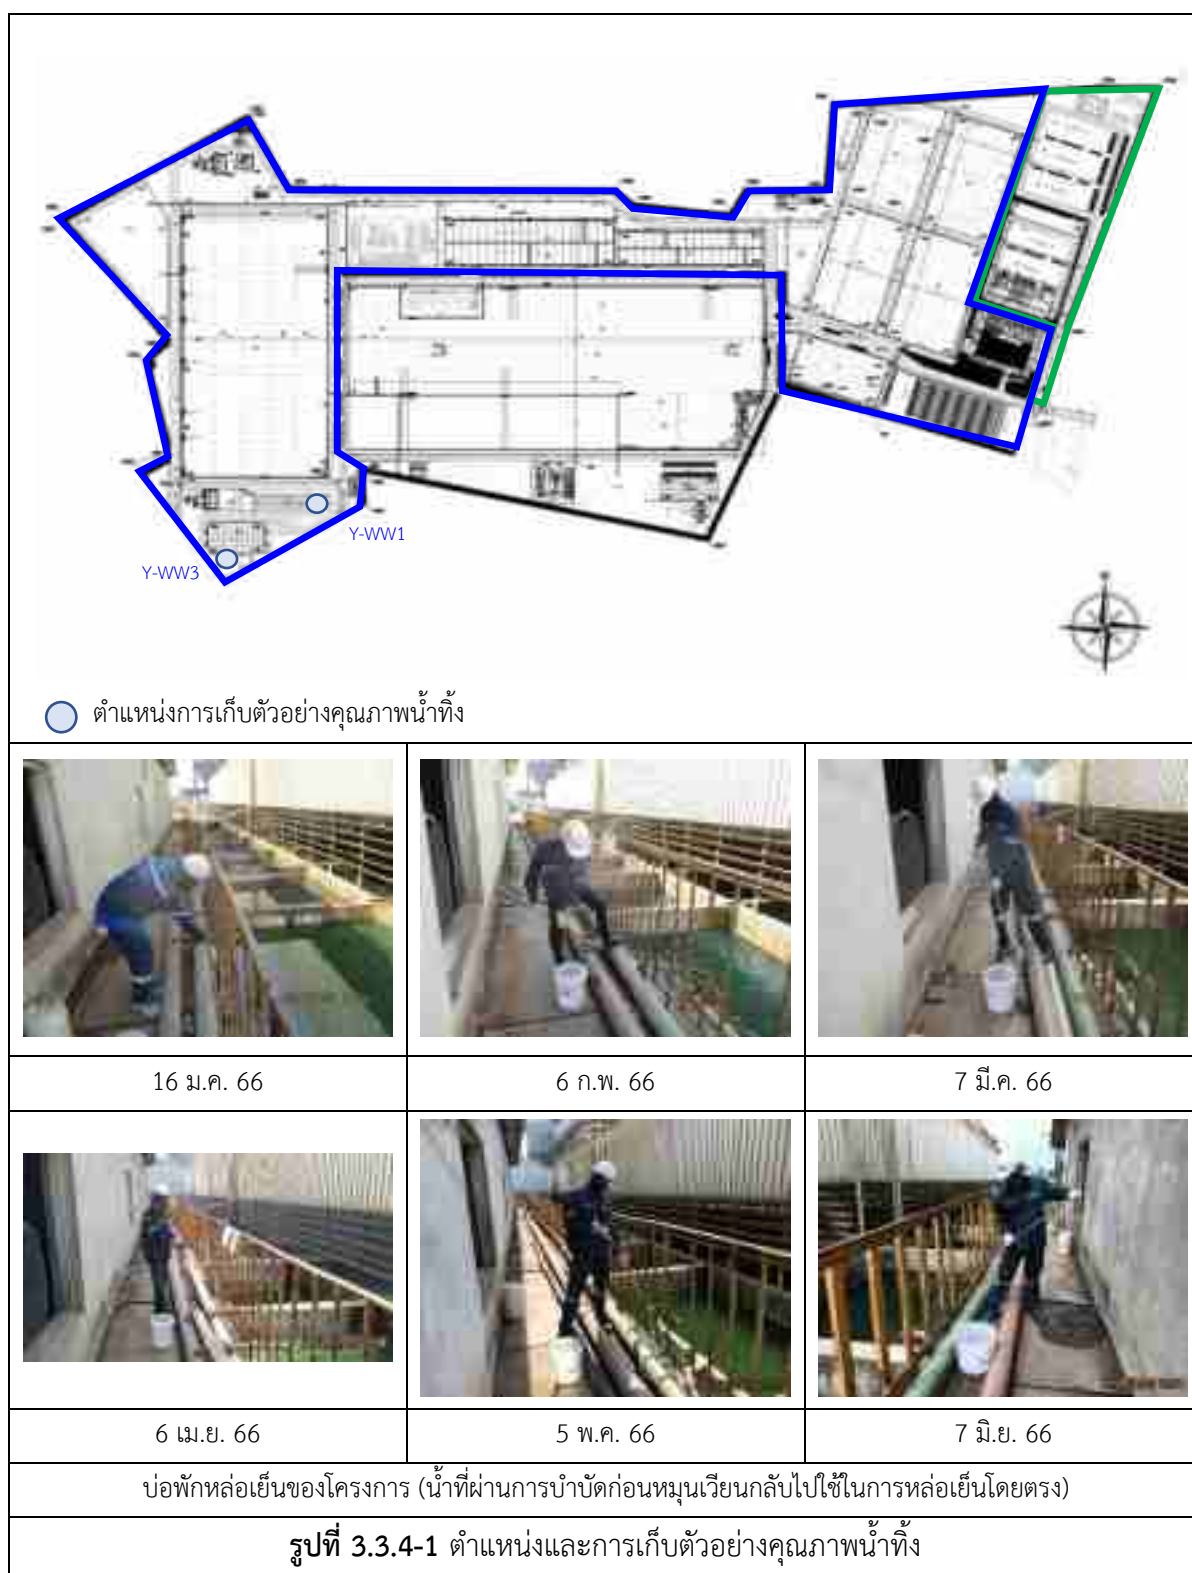 Y-WW1
Y-WW3
ตำแหน่งการเก็บตัวอย่างคุณภาพน้ำทิ้ง
16 ม.ค. 66
6 ก.พ. 66
7 มี.ค. 66
6 เม.ย. 66
5 พ.ค. 66
7 มิ.ย. 66
บ่อพักหล่อเย็นของโครงการ (น้ำที่ผ่านการบำบัดก่อนหมุนเวียนกลับไปใช้ในการหล่อเย็นโดยตรง)
รูปที่ 3.3.4-1 ตำแหน่งและการเก็บตัวอย่างคุณภาพน้ำทิ้ง